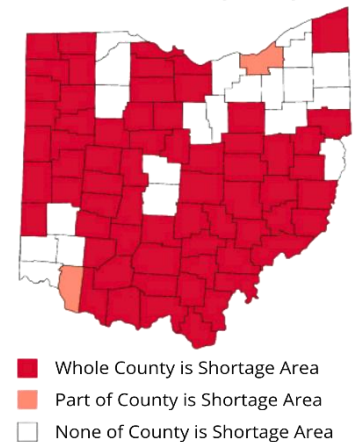 Whole County is Shortage Area
Part of County is Shortage Area
None of County is Shortage Area